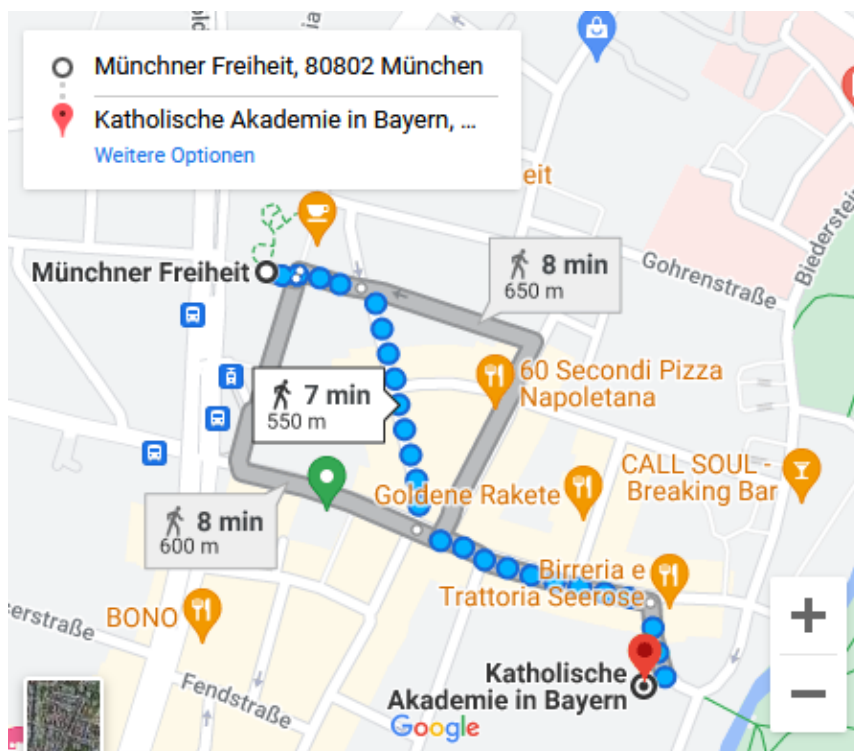 Münchner Freiheit, 80802 München
Katholische Akademie in Bayern, ...
Weitere Optionen
eit
Münchner Freiheit
8 min
650 m
Gohrenstraße
Biederstein
60 Secondi Pizza
Napoletana
7 min
550 m
CALL SOUL -
Breaking Bar
Goldene Rakete
8 min
600 m
Birreria e
Trattoria Seerose
BONO
serstraße
Fendstraße
Katholische
Akademie in Bayern
Google
+
−